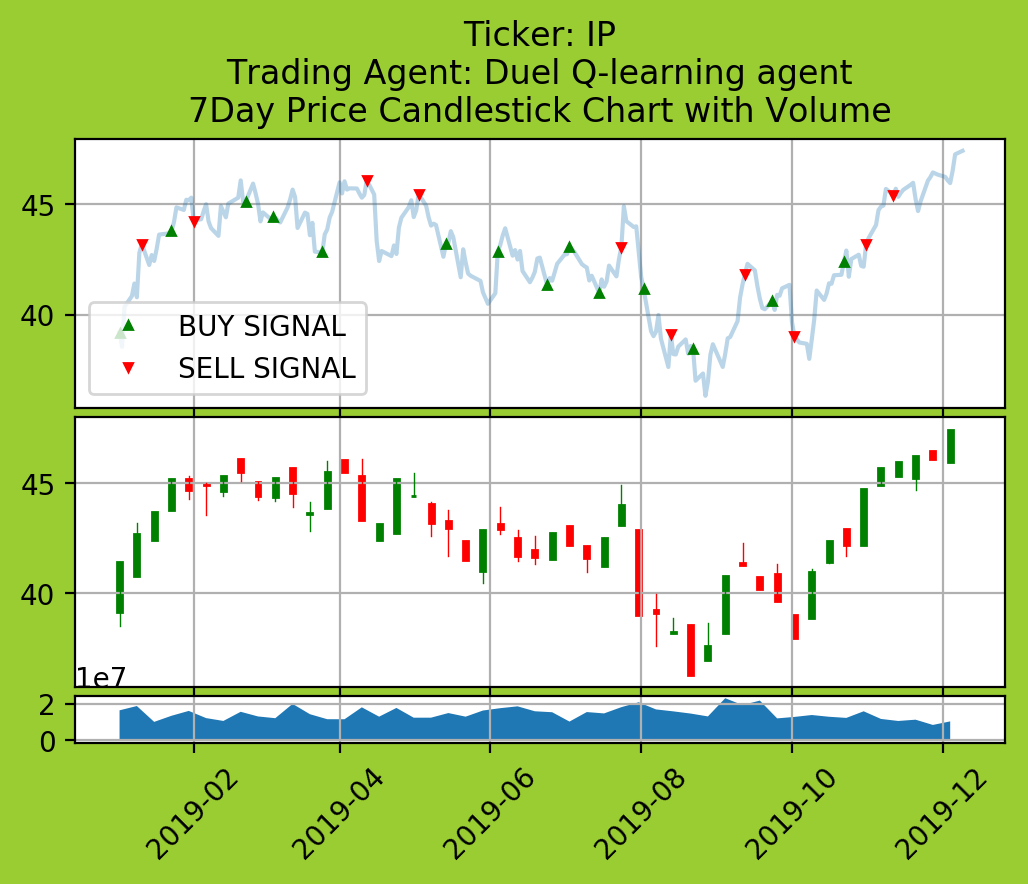 Ticker: IP
Trading Agent: Duel Q-learning agent
7Day Price Candlestick Chart with Volume
45
40
BUY SIGNAL
SELL SIGNAL
45
40
1e7
2
0
2019-02
2019-04
2019-06
2019-08
2019-10
2019-12